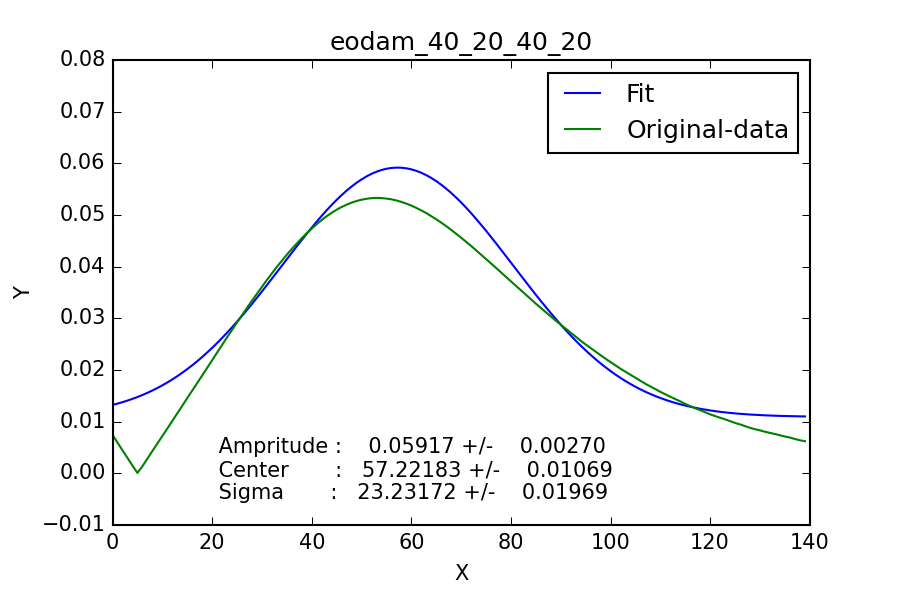 eodam_40_20_40_20
0.08
0.07
0.06
0.05
0.04
0.03
0.02
0.01
0.00
−0.01
Y
Fit
Original-data
Ampritude : 0.05917 +/- 0.00270
Center : 57.22183 +/- 0.01069
Sigma : 23.23172 +/- 0.01969
0 20 40 60 80 100 120 140
X